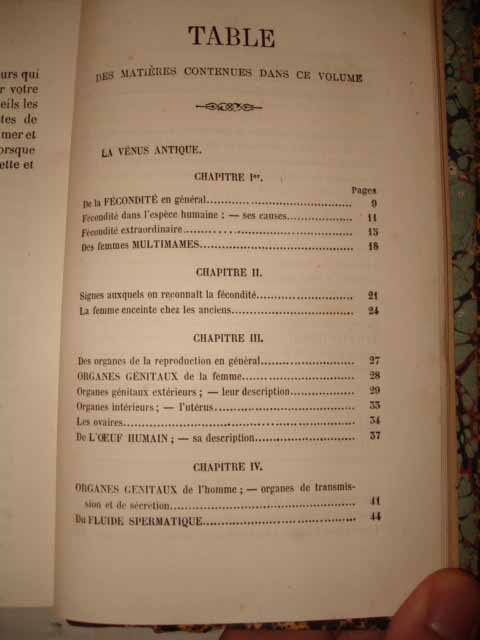 urs qui
r votre
eils les
tes de
mer et
orsque
ette et
TABLE
DES MATIÈRES CONTENUES DANS CE VOLUME
LA VÉNUS ANTIQUE.
CHAPITRE Ier.
Pages
De la FÉCONDITÉ en général................................ 9
Fécondité dans l'espèce humaine; — ses causes................ 11
Fécondité extraordinaire................................ 13
Des femmes MULTIMAMES................................ 18
CHAPITRE II.
Signes auxquels on reconnaît la fécondité..................... 21
La femme enceinte chez les anciens..................... 24
CHAPITRE III.
Des organes de la reproduction en général..................... 27
ORGANES GÉNITAUX de la femme..................... 28
Organes génitaux extérieurs; — leur description................ 29
Organes intérieurs; — l'utérus..................... 33
Les ovaires................................ 34
De L'ŒUF HUMAIN; — sa description..................... 37
CHAPITRE IV.
ORGANES GENITAUX de l'homme; — organes de transmis-
sion et de sécrétion................................ 41
Du FLUIDE SPERMATIQUE................................ 44